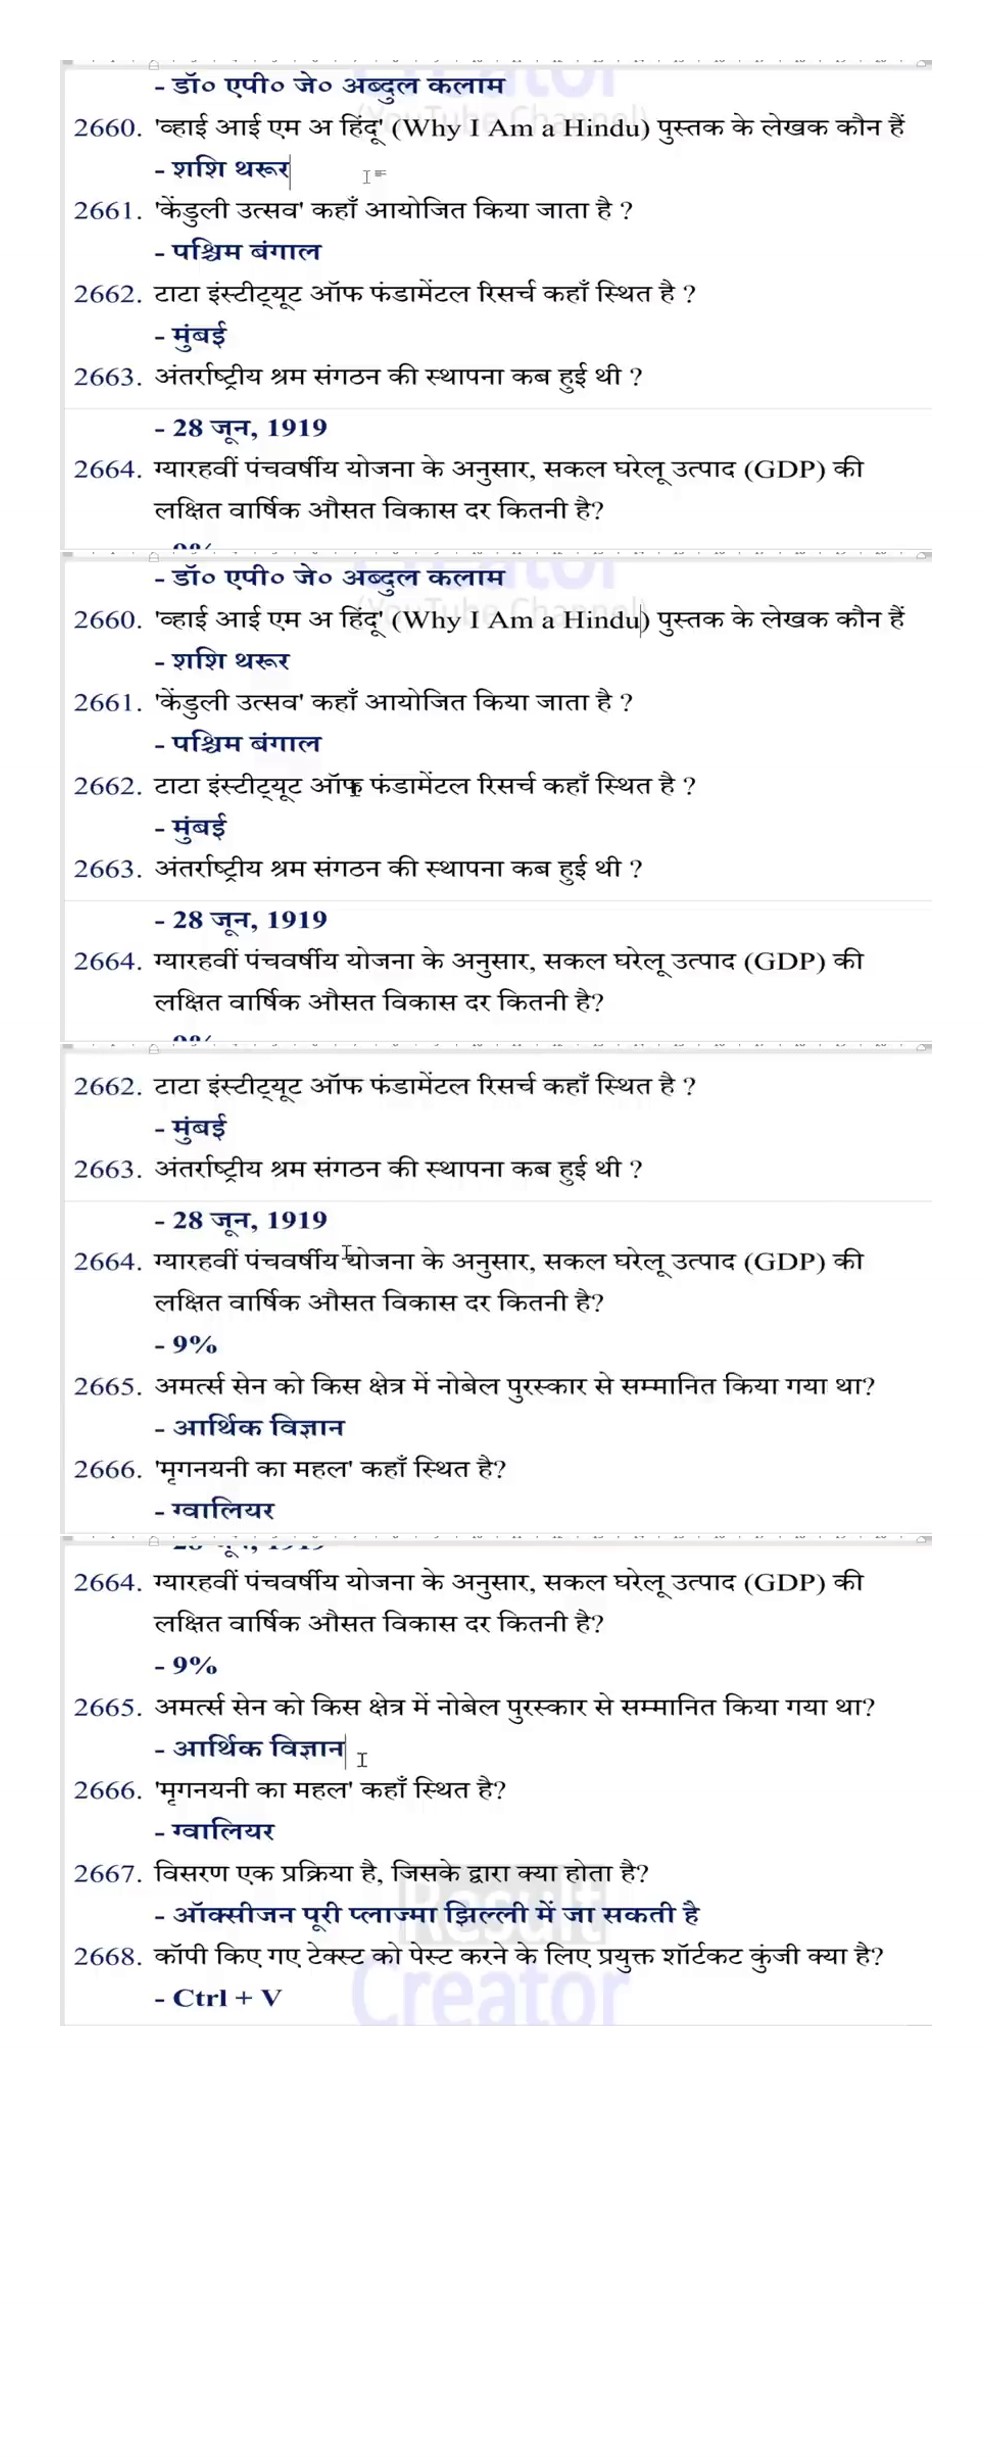 - डॉ० एपी० जे० अब्दुल कलाम
2660. 'व्हाई आई एम अ हिंदू' (Why I Am a Hindu) पुस्तक के लेखक कौन हैं
- शशि थरूर
2661. 'केंडुली उत्सव' कहाँ आयोजित किया जाता है ?
- पश्चिम बंगाल
2662. टाटा इंस्टीट्यूट ऑफ फंडामेंटल रिसर्च कहाँ स्थित है ?
- मुंबई
2663. अंतर्राष्ट्रीय श्रम संगठन की स्थापना कब हुई थी ?
- 28 जून, 1919
2664. ग्यारहवीं पंचवर्षीय योजना के अनुसार, सकल घरेलू उत्पाद (GDP) की
लक्षित वार्षिक औसत विकास दर कितनी है?
- डॉ० एपी० जे० अब्दुल कलाम
2660. 'व्हाई आई एम अ हिंदू' (Why I Am a Hindu) पुस्तक के लेखक कौन हैं
- शशि थरूर
2661. 'केंडुली उत्सव' कहाँ आयोजित किया जाता है ?
- पश्चिम बंगाल
2662. टाटा इंस्टीट्यूट ऑफ फंडामेंटल रिसर्च कहाँ स्थित है ?
- मुंबई
2663. अंतर्राष्ट्रीय श्रम संगठन की स्थापना कब हुई थी ?
- 28 जून, 1919
2664. ग्यारहवीं पंचवर्षीय योजना के अनुसार, सकल घरेलू उत्पाद (GDP) की
लक्षित वार्षिक औसत विकास दर कितनी है?
2662. टाटा इंस्टीट्यूट ऑफ फंडामेंटल रिसर्च कहाँ स्थित है ?
- मुंबई
2663. अंतर्राष्ट्रीय श्रम संगठन की स्थापना कब हुई थी ?
- 28 जून, 1919
2664. ग्यारहवीं पंचवर्षीय योजना के अनुसार, सकल घरेलू उत्पाद (GDP) की
लक्षित वार्षिक औसत विकास दर कितनी है?
- 9%
2665. अमर्त्स सेन को किस क्षेत्र में नोबेल पुरस्कार से सम्मानित किया गया था?
- आर्थिक विज्ञान
2666. 'मृगनयनी का महल' कहाँ स्थित है?
- ग्वालियर
2664. ग्यारहवीं पंचवर्षीय योजना के अनुसार, सकल घरेलू उत्पाद (GDP) की
लक्षित वार्षिक औसत विकास दर कितनी है?
- 9%
2665. अमर्त्स सेन को किस क्षेत्र में नोबेल पुरस्कार से सम्मानित किया गया था?
- आर्थिक विज्ञान
2666. 'मृगनयनी का महल' कहाँ स्थित है?
- ग्वालियर
2667. विसरण एक प्रक्रिया है, जिसके द्वारा क्या होता है?
- ऑक्सीजन पूरी प्लाज्मा झिल्ली में जा सकती है
2668. कॉपी किए गए टेक्स्ट को पेस्ट करने के लिए प्रयुक्त शॉर्टकट कुंजी क्या है?
- Ctrl + V